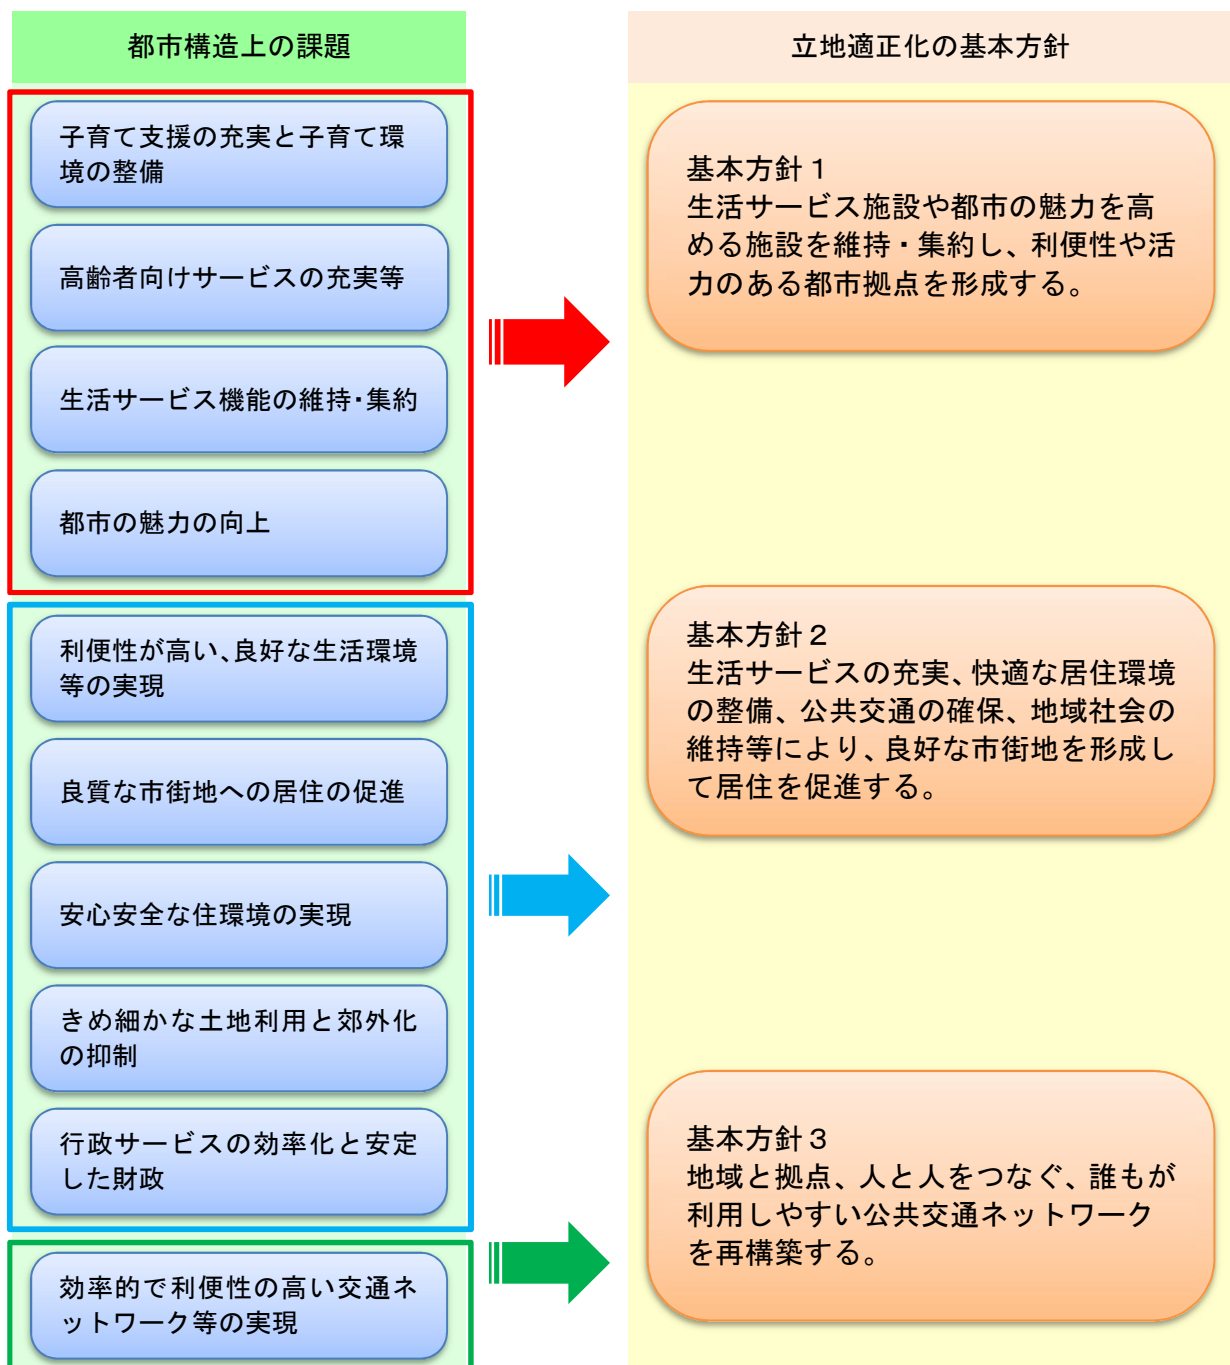 都市構造上の課題
立地適正化の基本方針
子育て支援の充実と子育て環
境の整備
高齢者向けサービスの充実等
生活サービス機能の維持・集約
都市の魅力の向上
基本方針１
生活サービス施設や都市の魅力を高
める施設を維持・集約し、利便性や活
力のある都市拠点を形成する。
利便性が高い、良好な生活環境
等の実現
良質な市街地への居住の促進
安心安全な住環境の実現
きめ細かな土地利用と郊外化
の抑制
行政サービスの効率化と安定
した財政
基本方針２
生活サービスの充実、快適な居住環境
の整備、公共交通の確保、地域社会の
維持等により、良好な市街地を形成し
て居住を促進する。
効率的で利便性の高い交通ネ
ットワーク等の実現
基本方針３
地域と拠点、人と人をつなぐ、誰もが
利用しやすい公共交通ネットワーク
を再構築する。